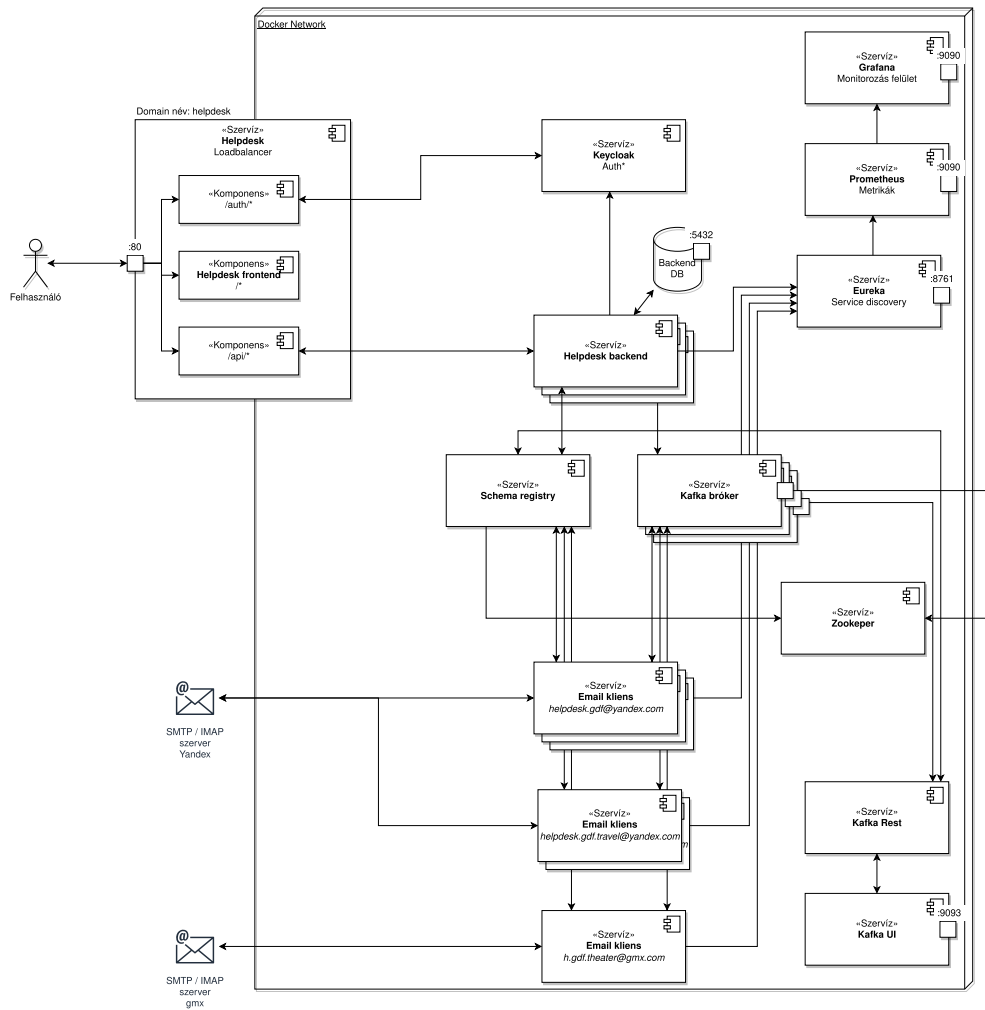 Docker Network
«Szervíz»
Grafana
Monitorozás felület
:9090
Domain név: helpdesk
«Szervíz»
Helpdesk
Loadbalancer
«Szervíz»
Keycloak
Auth*
«Szervíz»
Prometheus
Metrikák
:9090
«Komponens»
/auth/*
:80
Felhasználó
«Komponens»
Helpdesk frontend
/*
:5432
Backend
DB
«Szervíz»
Eureka
Service discovery
:8761
«Komponens»
/api/*
«Szervíz»
Helpdesk backend
«Szervíz»
Schema registry
«Szervíz»
Kafka bróker
«Szervíz»
Zookeper
«Szervíz»
Email kliens
helpdesk.gdf@yandex.com
SMTP / IMAP
szerver
Yandex
«Szervíz»
Email kliens
helpdesk.gdf.travel@yandex.com
m
«Szervíz»
Kafka Rest
«Szervíz»
Kafka UI
:9093
«Szervíz»
Email kliens
h.gdf.theater@gmx.com
SMTP / IMAP
szerver
gmx